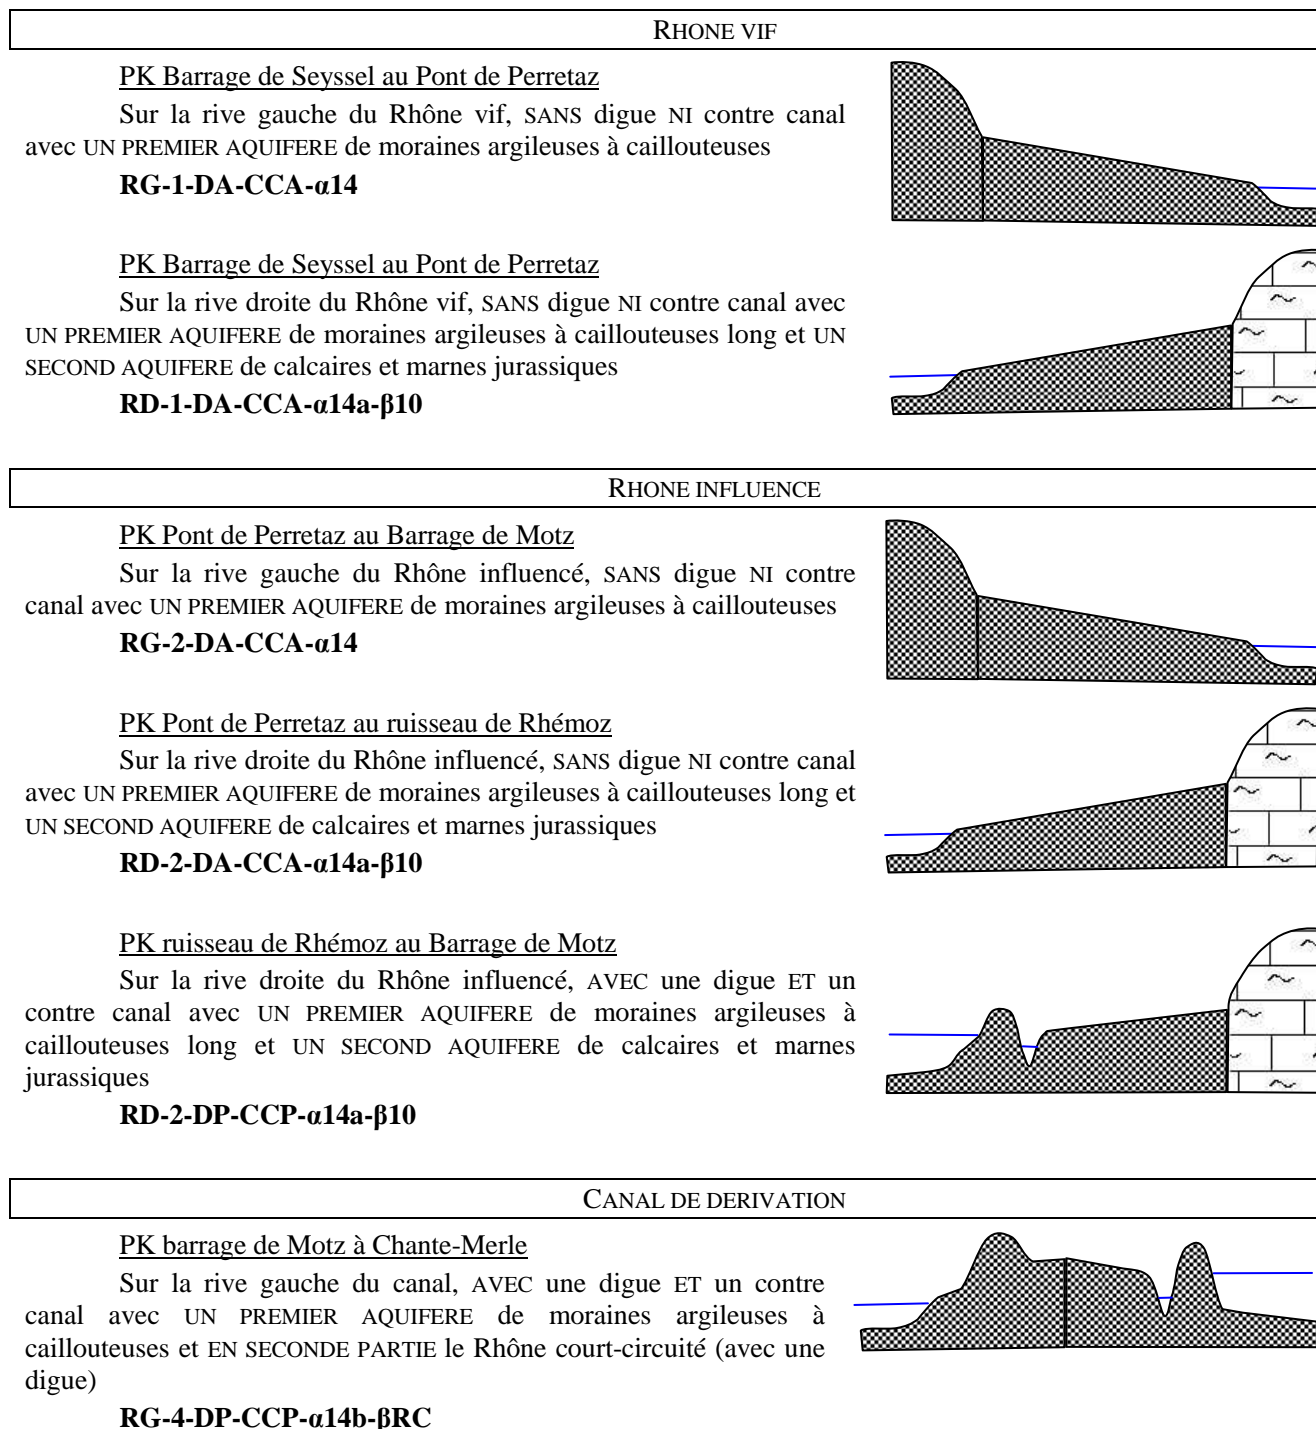 RHONE VIF
PK Barrage de Seyssel au Pont de Perretaz
Sur la rive gauche du Rhône vif, SANS digue NI contre canal
avec UN PREMIER AQUIFERE de moraines argileuses à caillouteuses
RG-1-DA-CCA-α14
PK Barrage de Seyssel au Pont de Perretaz
Sur la rive droite du Rhône vif, SANS digue NI contre canal avec
UN PREMIER AQUIFERE de moraines argileuses à caillouteuses long et UN
SECOND AQUIFERE de calcaires et marnes jurassiques
RD-1-DA-CCA-α14a-β10
RHONE INFLUENCE
PK Pont de Perretaz au Barrage de Motz
Sur la rive gauche du Rhône influencé, SANS digue NI contre
canal avec UN PREMIER AQUIFERE de moraines argileuses à caillouteuses
RG-2-DA-CCA-α14
PK Pont de Perretaz au ruisseau de Rhémoz
Sur la rive droite du Rhône influencé, SANS digue NI contre canal
avec UN PREMIER AQUIFERE de moraines argileuses à caillouteuses long et
UN SECOND AQUIFERE de calcaires et marnes jurassiques
RD-2-DA-CCA-α14a-β10
PK ruisseau de Rhémoz au Barrage de Motz
Sur la rive droite du Rhône influencé, AVEC une digue ET un
contre canal avec UN PREMIER AQUIFERE de moraines argileuses à
caillouteuses long et UN SECOND AQUIFERE de calcaires et marnes
jurassiques
RD-2-DP-CCP-α14a-β10
CANAL DE DERIVATION
PK barrage de Motz à Chante-Merle
Sur la rive gauche du canal, AVEC une digue ET un contre
canal avec UN PREMIER AQUIFERE de moraines argileuses à
caillouteuses et EN SECONDE PARTIE le Rhône court-circuité (avec une
digue)
RG-4-DP-CCP-α14b-βRC